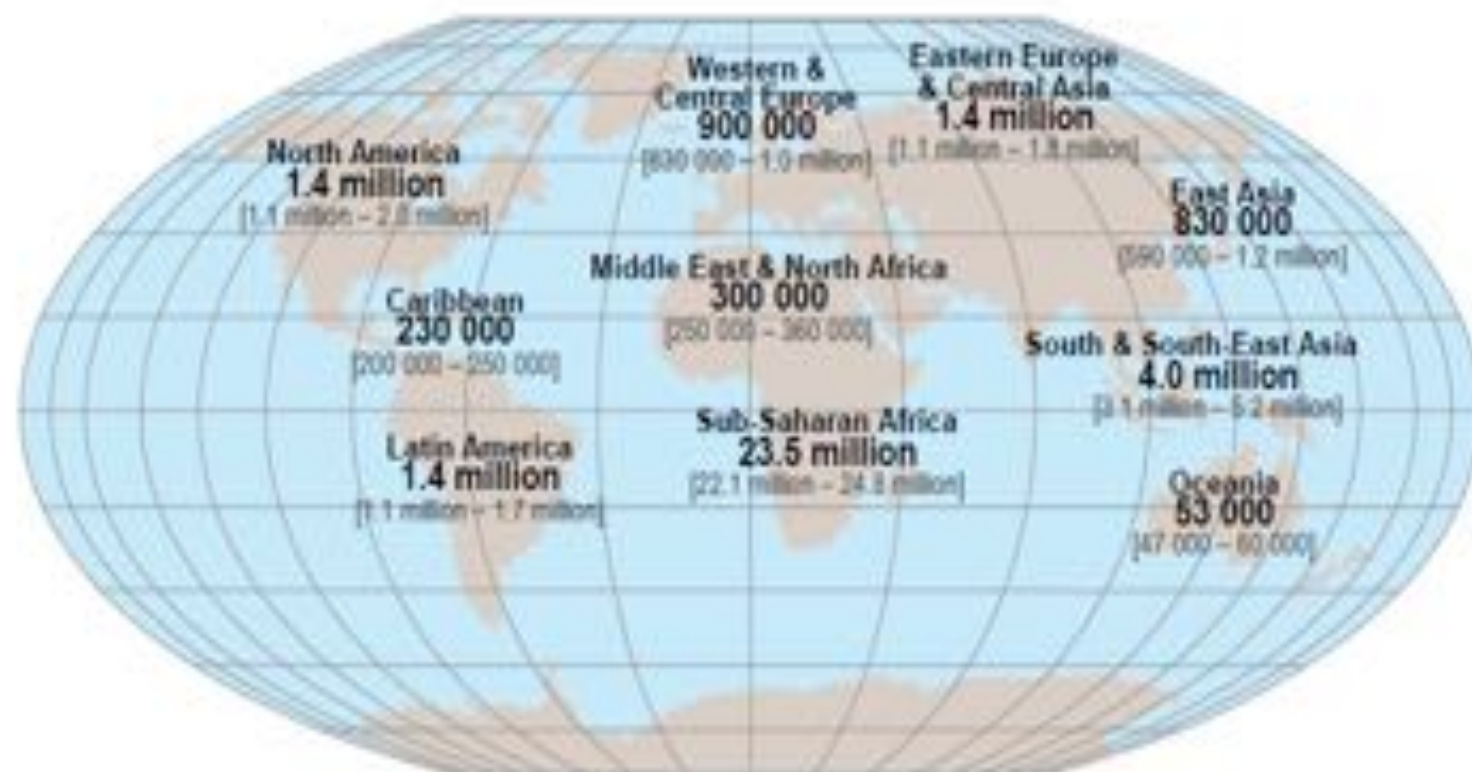 Western &
Central Europe
900 000
[830 000 – 1.0 million]
Eastern Europe
& Central Asia
1.4 million
[1.1 million – 1.8 million]
North America
1.4 million
[1.1 million – 2.0 million]
East Asia
830 000
[590 000 – 1.2 million]
Middle East & North Africa
300 000
[250 000 – 360 000]
Caribbean
230 000
[200 000 – 250 000]
South & South-East Asia
4.0 million
[3.1 million – 5.2 million]
Sub-Saharan Africa
23.5 million
[22.1 million – 24.8 million]
Latin America
1.4 million
[1.1 million – 1.7 million]
Oceania
53 000
[47 000 – 60 000]